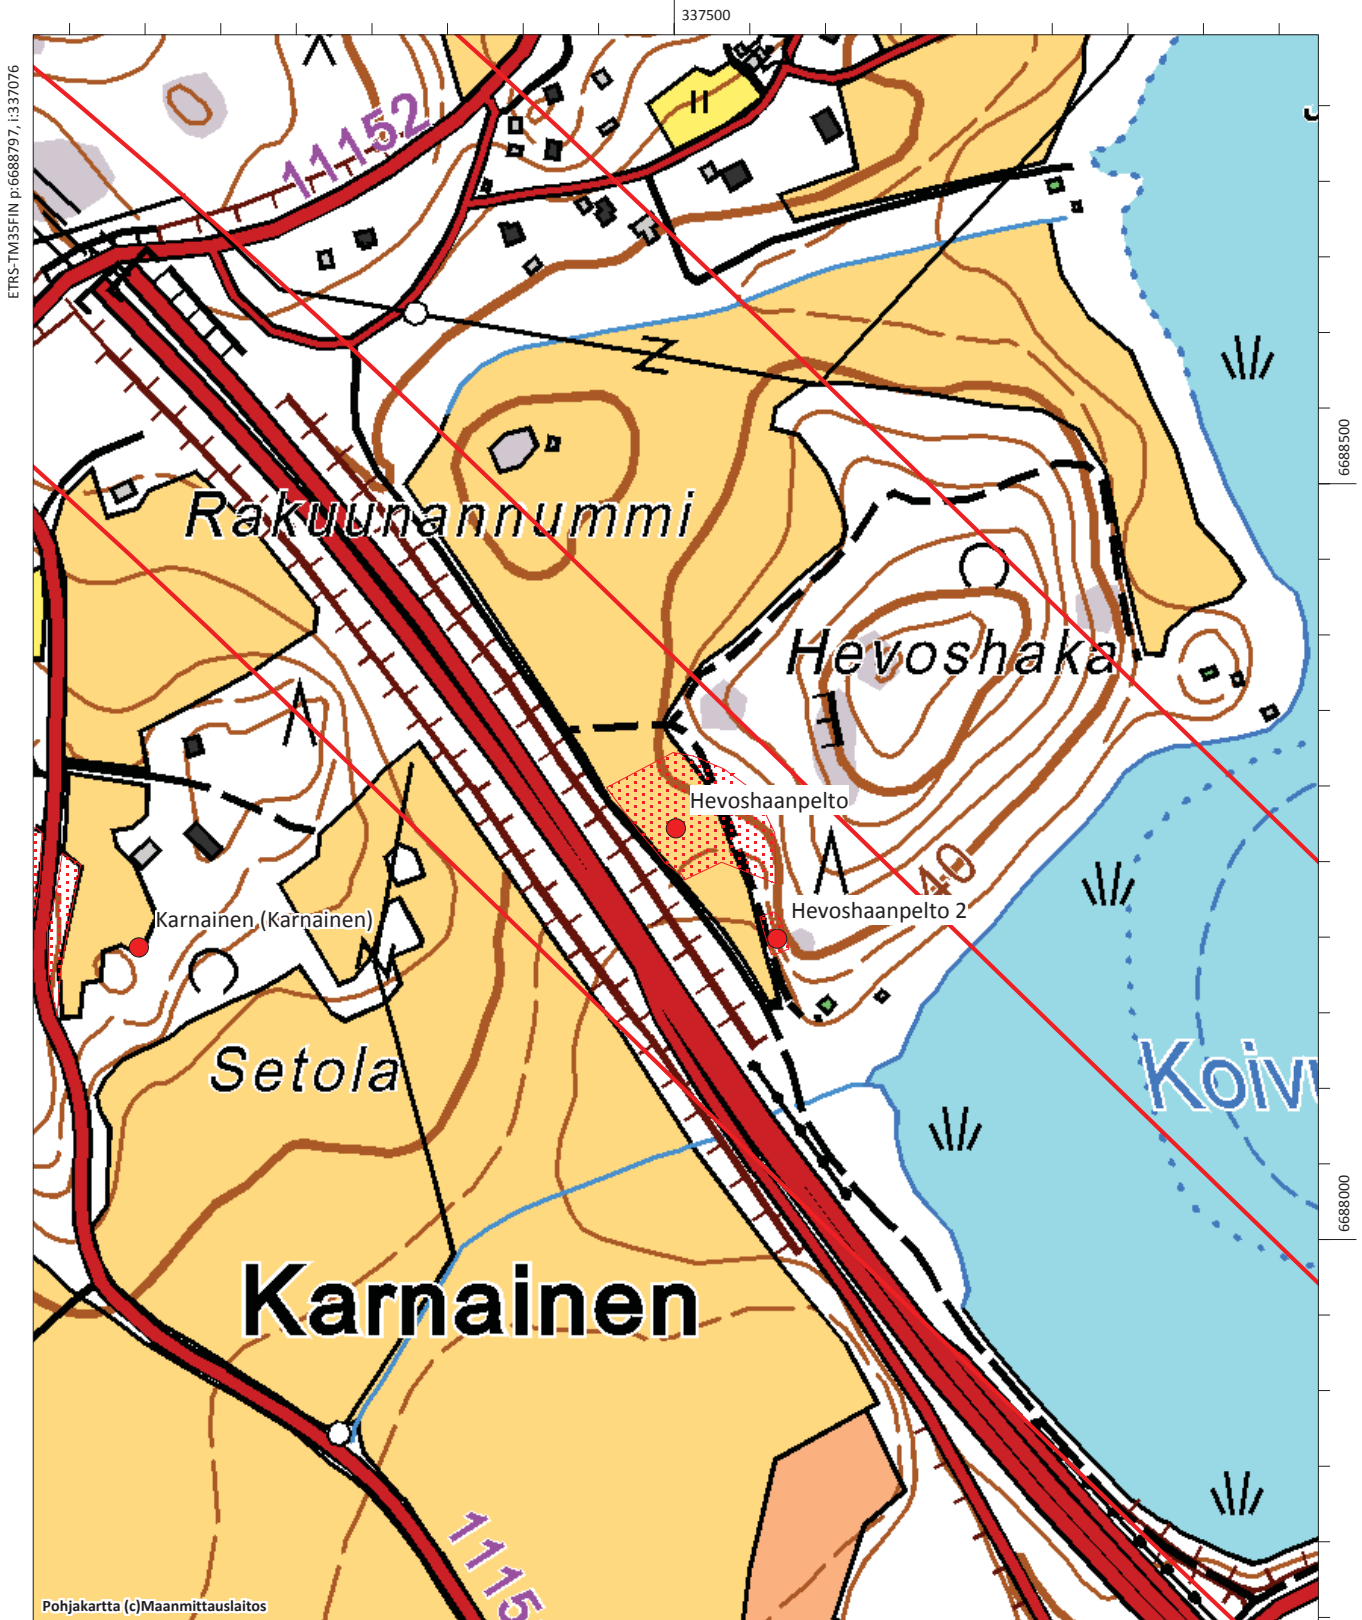 337500
ETRS-TM35FIN p:6688797, i:337076
11152
II
6688500
Rakuunannummi
Hevoshaka
Hevoshaanpelto
40
Hevoshaanpelto 2
Karnainen (Karnainen)
Setola
Koivu
6688000
Karnainen
1115
Pohjakartta (c)Maanmittauslaitos